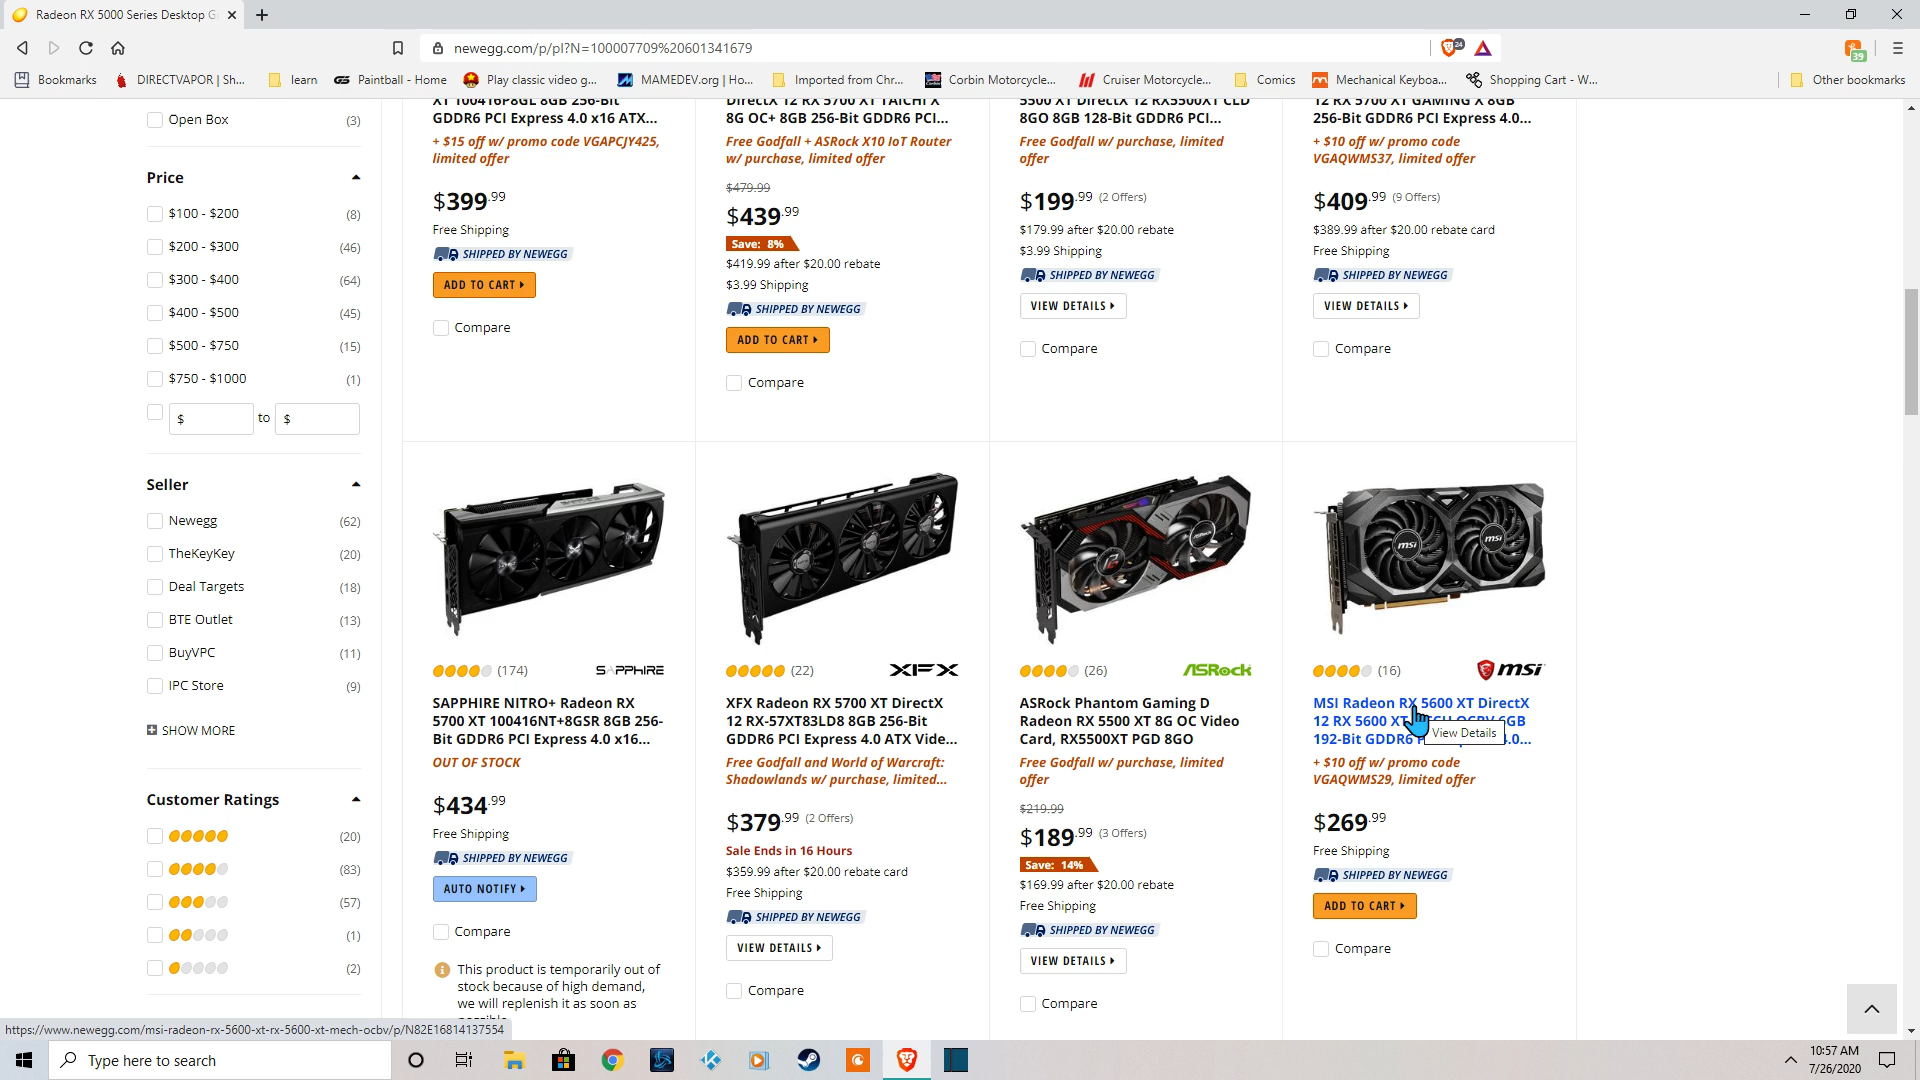 Radeon RX 5000 Series Desktop G
newegg.com/p/pl?N=100007709%20601341679
24
39
Bookmarks
DIRECTVAPOR | Sh...
learn
Paintball - Home
Play classic video g...
MAMEDEV.org | Ho...
Imported from Chr...
Corbin Motorcycle...
Cruiser Motorcycle...
Comics
Mechanical Keyboa...
Shopping Cart - W...
Other bookmarks
Open Box (3)
Price
$100 - $200 (8)
$200 - $300 (46)
$300 - $400 (64)
$400 - $500 (45)
$500 - $750 (15)
$750 - $1000 (1)
$ to $
Seller
Newegg (62)
TheKeyKey (20)
Deal Targets (18)
BTE Outlet (13)
BuyVPC (11)
IPC Store (9)
SHOW MORE
Customer Ratings
(20)
(83)
(57)
(1)
(2)
XT 100416P8GL 8GB 256-Bit
GDDR6 PCI Express 4.0 x16 ATX...
+ $15 off w/ promo code VGAPCJY425,
limited offer
$399.99
Free Shipping
SHIPPED BY NEWEGG
ADD TO CART
Compare
DirectX 12 RX 5700 XT TAICHI X
8G OC+ 8GB 256-Bit GDDR6 PCI...
Free Godfall + ASRock X10 IoT Router
w/ purchase, limited offer
$479.99
$439.99
Save: 8%
$419.99 after $20.00 rebate
$3.99 Shipping
SHIPPED BY NEWEGG
ADD TO CART
Compare
5500 XT DirectX 12 RX5500XT CLD
8GO 8GB 128-Bit GDDR6 PCI...
Free Godfall w/ purchase, limited
offer
$199.99 (2 Offers)
$179.99 after $20.00 rebate
$3.99 Shipping
SHIPPED BY NEWEGG
VIEW DETAILS
Compare
12 RX 5700 XT GAMING X 8GB
256-Bit GDDR6 PCI Express 4.0...
+ $10 off w/ promo code
VGAQWMS37, limited offer
$409.99 (9 Offers)
$389.99 after $20.00 rebate card
Free Shipping
SHIPPED BY NEWEGG
VIEW DETAILS
Compare
(174) SAPPHIRE
SAPPHIRE NITRO+ Radeon RX
5700 XT 100416NT+8GSR 8GB 256-
Bit GDDR6 PCI Express 4.0 x16...
OUT OF STOCK
$434.99
Free Shipping
SHIPPED BY NEWEGG
AUTO NOTIFY
Compare
This product is temporarily out of
stock because of high demand,
we will replenish it as soon as
(22) XFX
XFX Radeon RX 5700 XT DirectX
12 RX-57XT83LD8 8GB 256-Bit
GDDR6 PCI Express 4.0 ATX Vide...
Free Godfall and World of Warcraft:
Shadowlands w/ purchase, limited...
$379.99 (2 Offers)
Sale Ends in 16 Hours
$359.99 after $20.00 rebate card
Free Shipping
SHIPPED BY NEWEGG
VIEW DETAILS
Compare
(26) ASRock
ASRock Phantom Gaming D
Radeon RX 5500 XT 8G OC Video
Card, RX5500XT PGD 8GO
Free Godfall w/ purchase, limited
offer
$219.99
$189.99 (3 Offers)
Save: 14%
$169.99 after $20.00 rebate
Free Shipping
SHIPPED BY NEWEGG
VIEW DETAILS
Compare
msi msi
(16) msi
MSI Radeon RX 5600 XT DirectX
12 RX 5600 XT
192-Bit GDDR6
View Details
+ $10 off w/ promo code
VGAQWMS29, limited offer
$269.99
Free Shipping
SHIPPED BY NEWEGG
ADD TO CART
Compare
https://www.newegg.com/msi-radeon-rx-5600-xt-rx-5600-xt-mech-ocbv/p/N82E16814137554
Type here to search
10:57 AM
7/26/2020